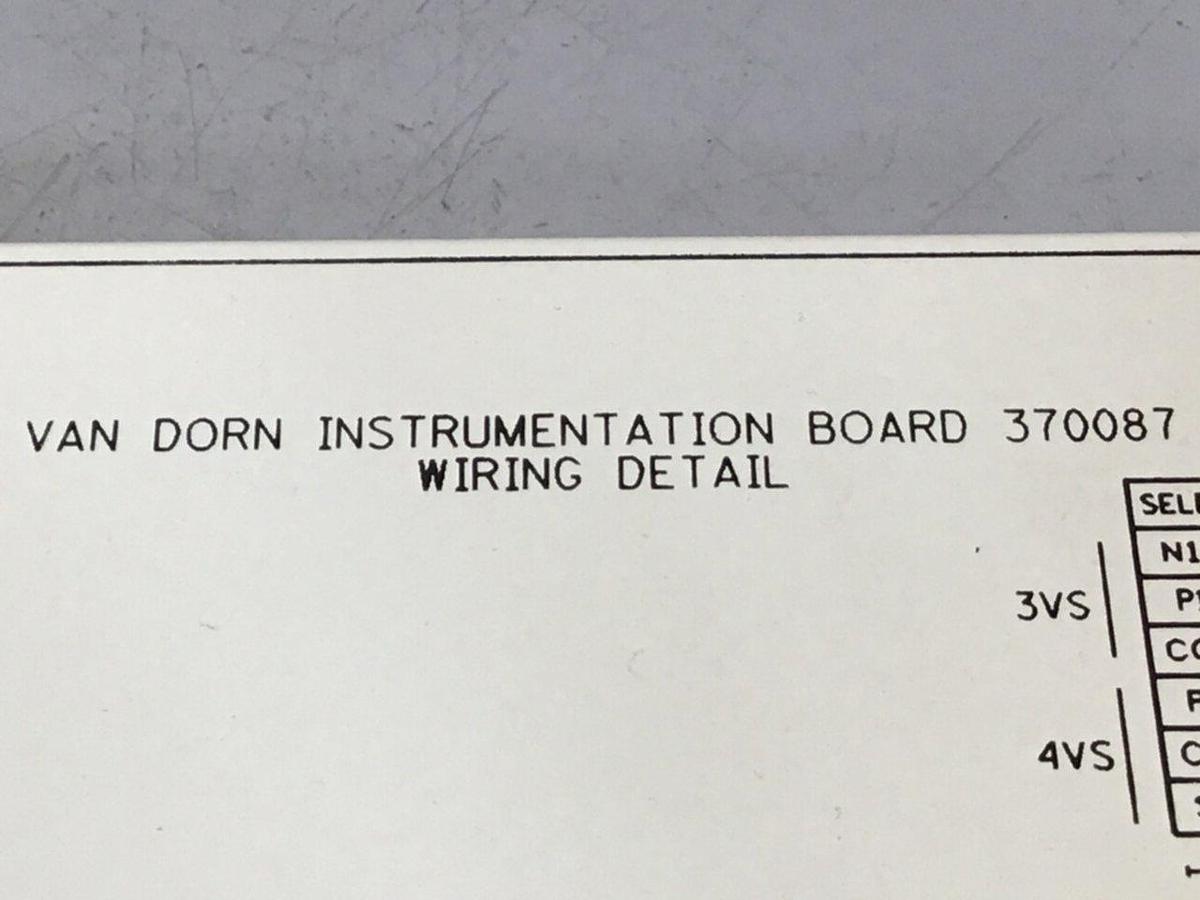 VAN DORN INSTRUMENTATION BOARD 370087
WIRING DETAIL
3VS
4VS